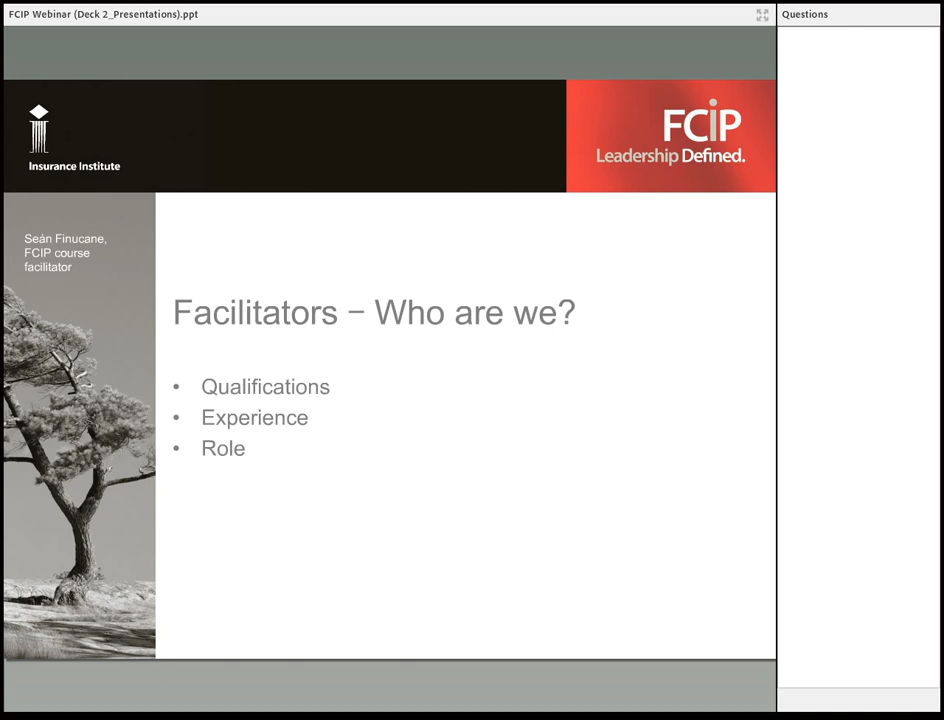 FCIP Webinar (Deck 2_Presentations).ppt
Questions
Insurance Institute
FCiP
Leadership Defined.
Seán Finucane,
FCIP course
facilitator
Facilitators – Who are we?
• Qualifications
• Experience
• Role